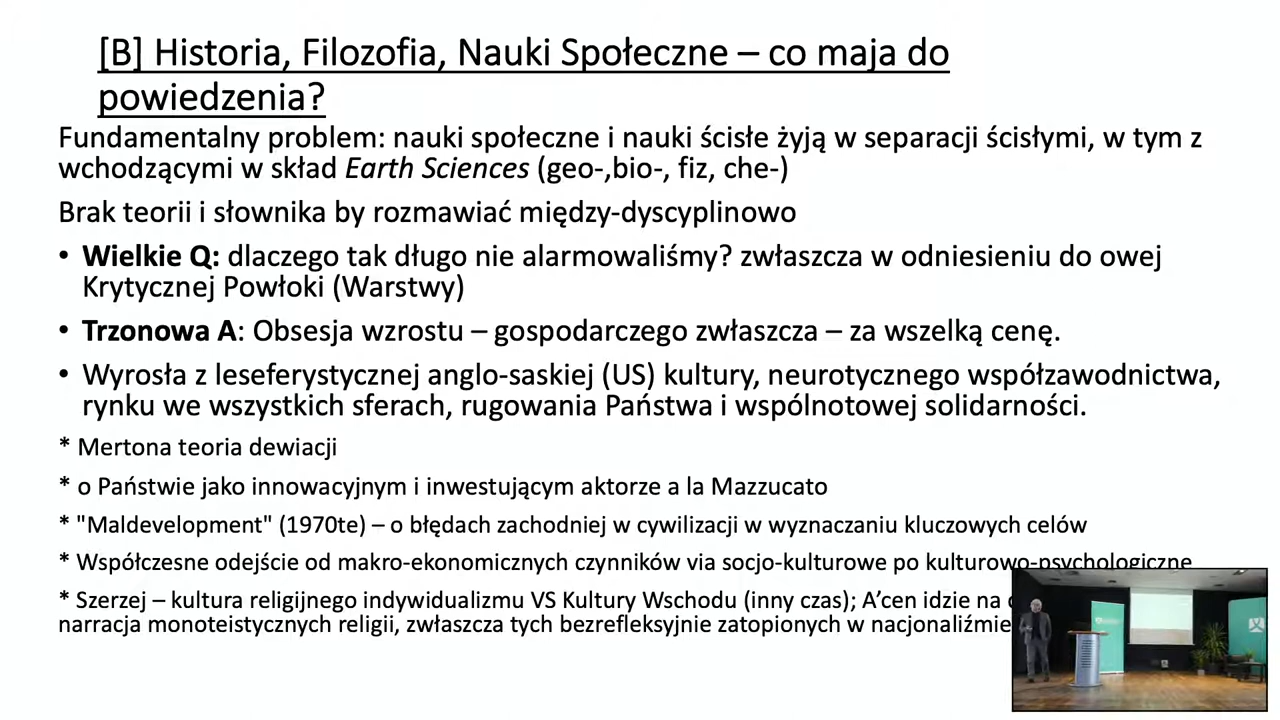 [B] Historia, Filozofia, Nauki Społeczne – co maja do
powiedzenia?
Fundamentalny problem: nauki społeczne i nauki ścisłe żyją w separacji ścisłymi, w tym z
wchodzącymi w skład Earth Sciences (geo-,bio-, fiz, che-)
Brak teorii i słownika by rozmawiać między-dyscyplinowo
• Wielkie Q: dlaczego tak długo nie alarmowaliśmy? zwłaszcza w odniesieniu do owej
Krytycznej Powłoki (Warstwy)
• Trzonowa A: Obsesja wzrostu – gospodarczego zwłaszcza – za wszelką cenę.
• Wyrosła z leseferystycznej anglo-saskiej (US) kultury, neurotycznego współzawodnictwa,
rynku we wszystkich sferach, rugowania Państwa i wspólnotowej solidarności.
* Mertona teoria dewiacji
* o Państwie jako innowacyjnym i inwestującym aktorze a la Mazzucato
* "Maldevelopment" (1970te) – o błędach zachodniej w cywilizacji w wyznaczaniu kluczowych celów
* Współczesne odejście od makro-ekonomicznych czynników via socjo-kulturowe po kulturowo-psychologiczne
* Szerzej – kultura religijnego indywidualizmu VS Kultury Wschodu (inny czas); A'cen idzie na
narracja monoteistycznych religii, zwłaszcza tych bezrefleksyjnie zatopionych w nacjonaliźmie